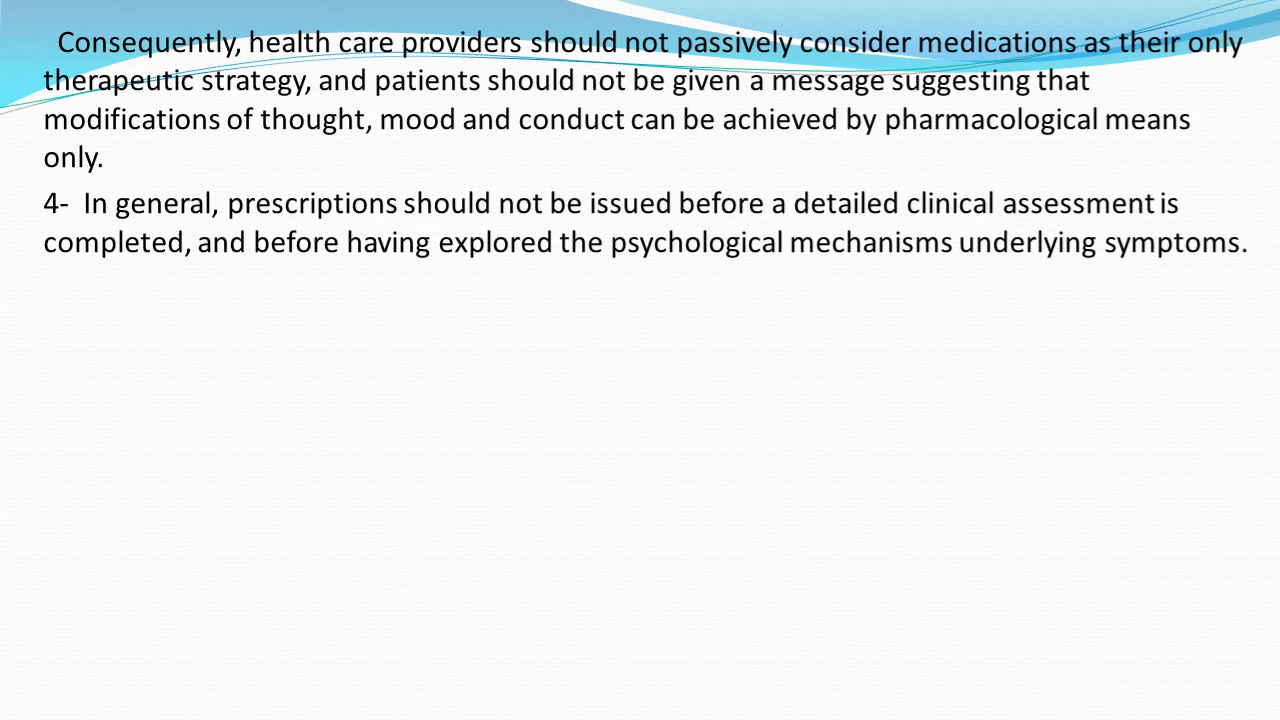 Consequently, health care providers should not passively consider medications as their only
therapeutic strategy, and patients should not be given a message suggesting that
modifications of thought, mood and conduct can be achieved by pharmacological means
only.
4-  In general, prescriptions should not be issued before a detailed clinical assessment is
completed, and before having explored the psychological mechanisms underlying symptoms.